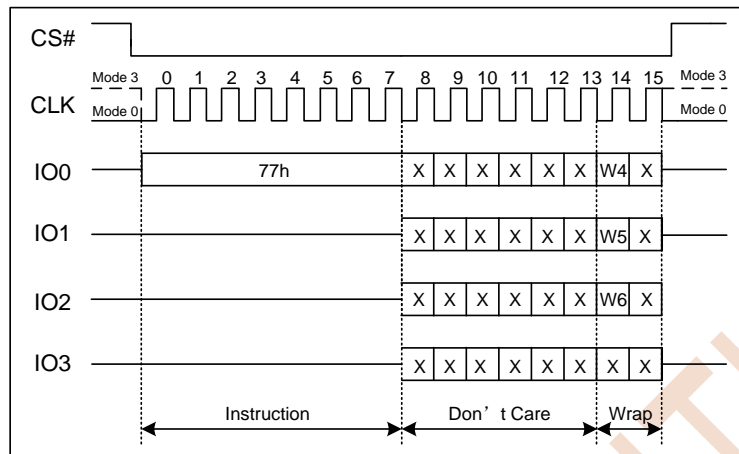 CS#
Mode 3 0 1 2 3 4 5 6 7 8 9 10 11 12 13 14 15 Mode 3
CLK
Mode 0 Mode 0
IO0 77h X X X X X X W4 X
IO1 X X X X X X W5 X
IO2 X X X X X X W6 X
IO3 X X X X X X X X
Instruction Don’t Care Wrap